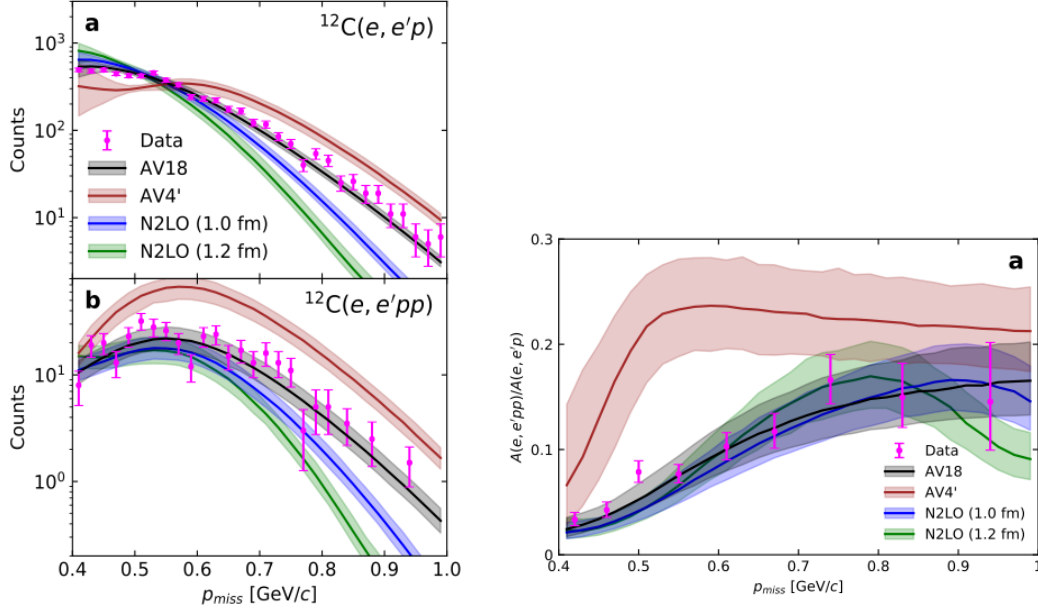 a
¹²C(e, e′p)
10³
10²
10¹
Counts
Data
AV18
AV4'
N2LO (1.0 fm)
N2LO (1.2 fm)
b
¹²C(e, e′pp)
10¹
10⁰
Counts
0.4 0.5 0.6 0.7 0.8 0.9 1.0
p_miss [GeV/c]
a
0.3
0.2
0.1
0
A(e, e′pp)/A(e, e′p)
Data
AV18
AV4'
N2LO (1.0 fm)
N2LO (1.2 fm)
0.4 0.5 0.6 0.7 0.8 0.9 1
p_miss [GeV/c]